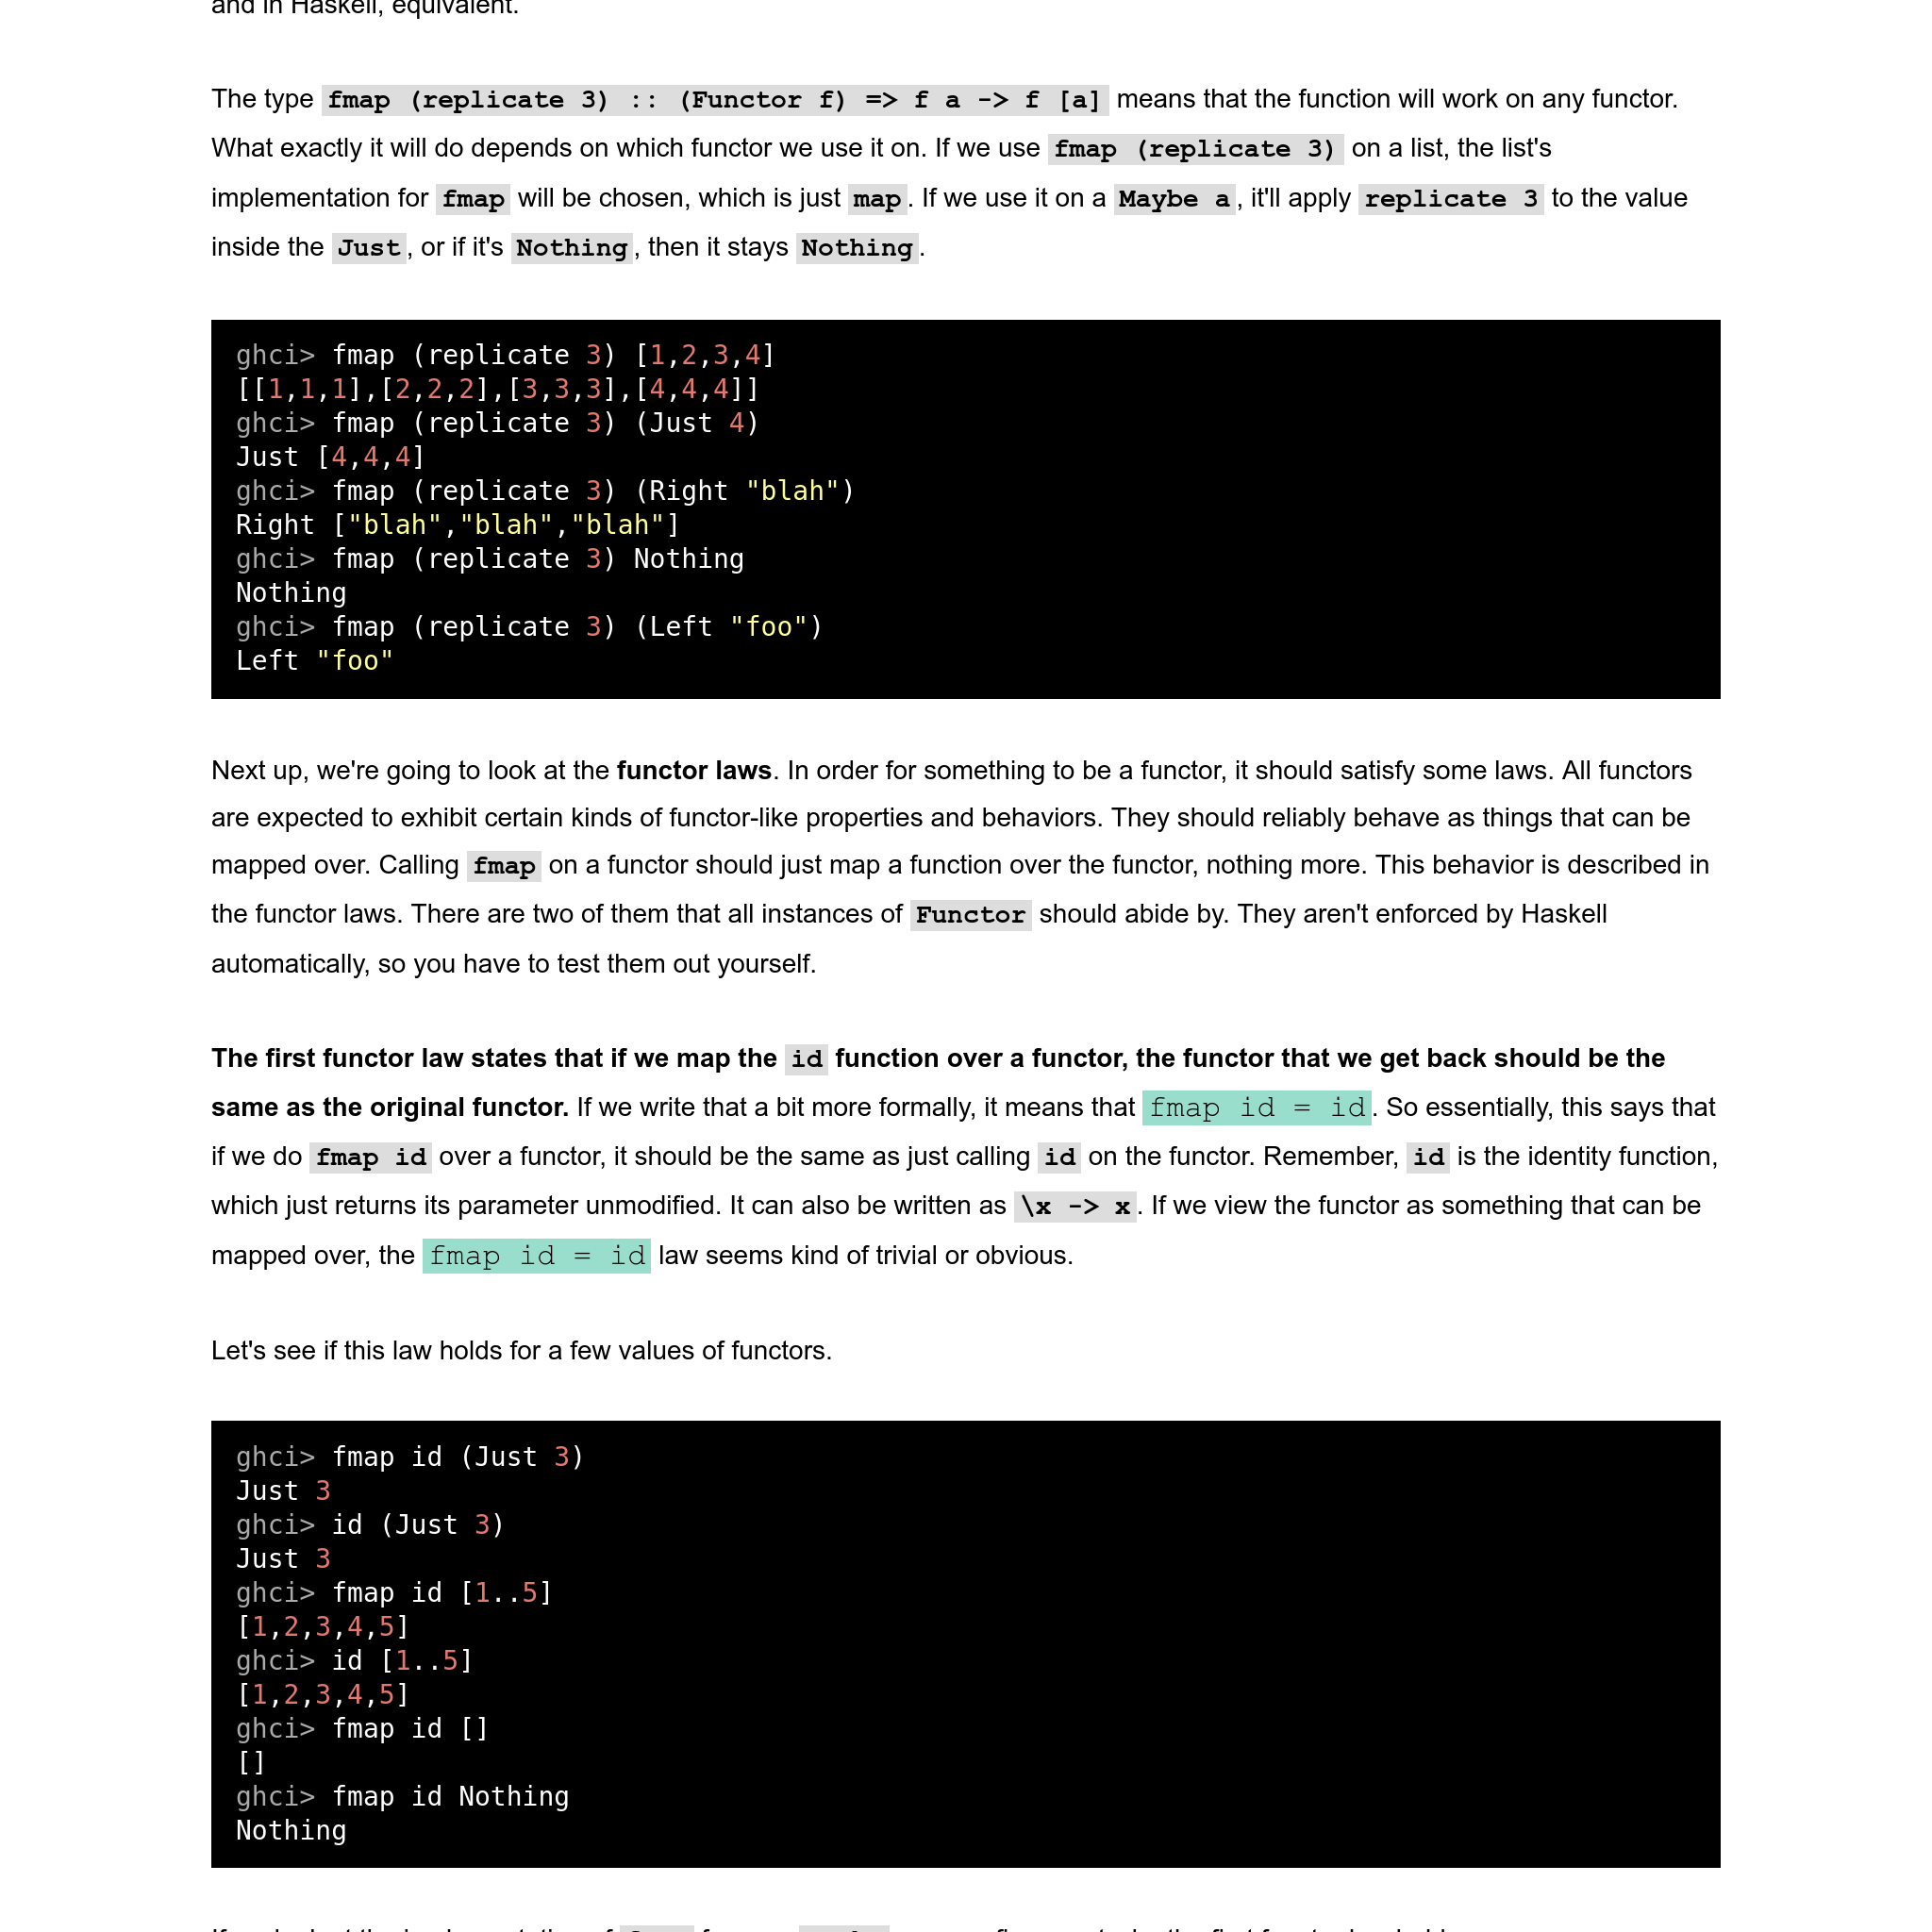 and in Haskell, equivalent.
The type fmap (replicate 3) :: (Functor f) => f a -> f [a] means that the function will work on any functor.
What exactly it will do depends on which functor we use it on. If we use fmap (replicate 3) on a list, the list's
implementation for fmap will be chosen, which is just map. If we use it on a Maybe a, it'll apply replicate 3 to the value
inside the Just, or if it's Nothing, then it stays Nothing.
ghci> fmap (replicate 3) [1,2,3,4]
[[1,1,1],[2,2,2],[3,3,3],[4,4,4]]
ghci> fmap (replicate 3) (Just 4)
Just [4,4,4]
ghci> fmap (replicate 3) (Right "blah")
Right ["blah","blah","blah"]
ghci> fmap (replicate 3) Nothing
Nothing
ghci> fmap (replicate 3) (Left "foo")
Left "foo"
Next up, we're going to look at the functor laws. In order for something to be a functor, it should satisfy some laws. All functors
are expected to exhibit certain kinds of functor-like properties and behaviors. They should reliably behave as things that can be
mapped over. Calling fmap on a functor should just map a function over the functor, nothing more. This behavior is described in
the functor laws. There are two of them that all instances of Functor should abide by. They aren't enforced by Haskell
automatically, so you have to test them out yourself.
The first functor law states that if we map the id function over a functor, the functor that we get back should be the
same as the original functor. If we write that a bit more formally, it means that fmap id = id. So essentially, this says that
if we do fmap id over a functor, it should be the same as just calling id on the functor. Remember, id is the identity function,
which just returns its parameter unmodified. It can also be written as \x -> x. If we view the functor as something that can be
mapped over, the fmap id = id law seems kind of trivial or obvious.
Let's see if this law holds for a few values of functors.
ghci> fmap id (Just 3)
Just 3
ghci> id (Just 3)
Just 3
ghci> fmap id [1..5]
[1,2,3,4,5]
ghci> id [1..5]
[1,2,3,4,5]
ghci> fmap id []
[]
ghci> fmap id Nothing
Nothing